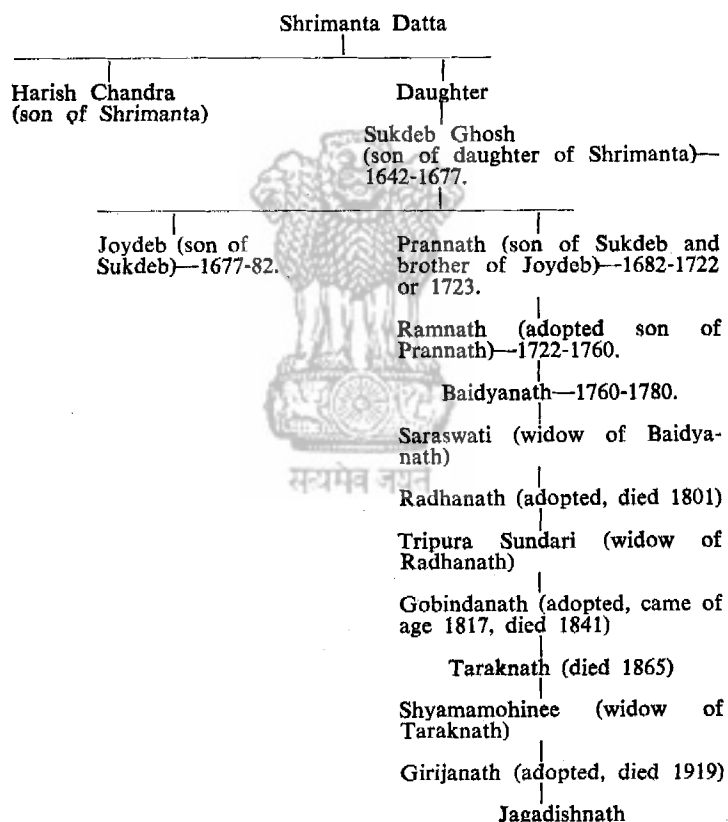 Shrimanta Datta
Harish Chandra
(son of Shrimanta)
Daughter
Sukdeb Ghosh
(son of daughter of Shrimanta)—
1642-1677.
Joydeb (son of
Sukdeb)—1677-82.
Prannath (son of Sukdeb and
brother of Joydeb)—1682-1722
or 1723.
Ramnath (adopted son of
Prannath)—1722-1760.
Baidyanath—1760-1780.
Saraswati (widow of Baidya-
nath)
सत्यमेव जयते
Radhanath (adopted, died 1801)
Tripura Sundari (widow of
Radhanath)
Gobindanath (adopted, came of
age 1817, died 1841)
Taraknath (died 1865)
Shyamamohinee (widow of
Taraknath)
Girijanath (adopted, died 1919)
Jagadishnath